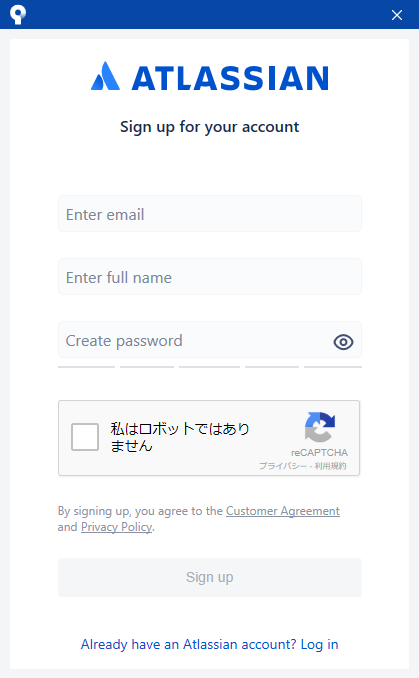 ATLASSIAN
Sign up for your account
Enter email
Enter full name
Create password
私はロボットではあり
ません
reCAPTCHA
プライバシー - 利用規約
By signing up, you agree to the Customer Agreement
and Privacy Policy.
Sign up
Already have an Atlassian account? Log in